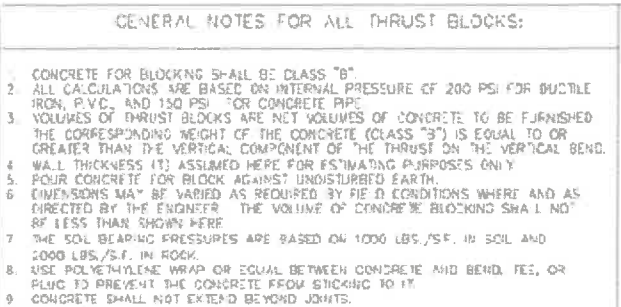 GENERAL NOTES FOR ALL THRUST BLOCKS:
1. CONCRETE FOR BLOCKING SHALL BE CLASS "B".
2. ALL CALCULATIONS ARE BASED ON INTERNAL PRESSURE OF 200 PSI FOR DUCTILE
IRON, P.V.C., AND 150 PSI FOR CONCRETE PIPE
3. VOLUMES OF THRUST BLOCKS ARE NET VOLUMES OF CONCRETE TO BE FURNISHED
THE CORRESPONDING WEIGHT OF THE CONCRETE (CLASS "B") IS EQUAL TO OR
GREATER THAN THE VERTICAL COMPONENT OF THE THRUST ON THE VERTICAL BEND.
4. WALL THICKNESS (T) ASSUMED HERE FOR ESTIMATING PURPOSES ONLY
5. POUR CONCRETE FOR BLOCK AGAINST UNDISTURBED EARTH.
6. DIMENSIONS MAY BE VARIED AS REQUIRED BY FIELD CONDITIONS WHERE AND AS
DIRECTED BY THE ENGINEER THE VOLUME OF CONCRETE BLOCKING SHALL NOT
BE LESS THAN SHOWN HERE
7. THE SOIL BEARING PRESSURES ARE BASED ON 1000 LBS./S.F. IN SOIL AND
2000 LBS./S.F. IN ROCK.
8. USE POLYETHYLENE WRAP OR EQUAL BETWEEN CONCRETE AND BEND, TEE, OR
PLUG TO PREVENT THE CONCRETE FROM STICKING TO IT
9. CONCRETE SHALL NOT EXTEND BEYOND JOINTS.